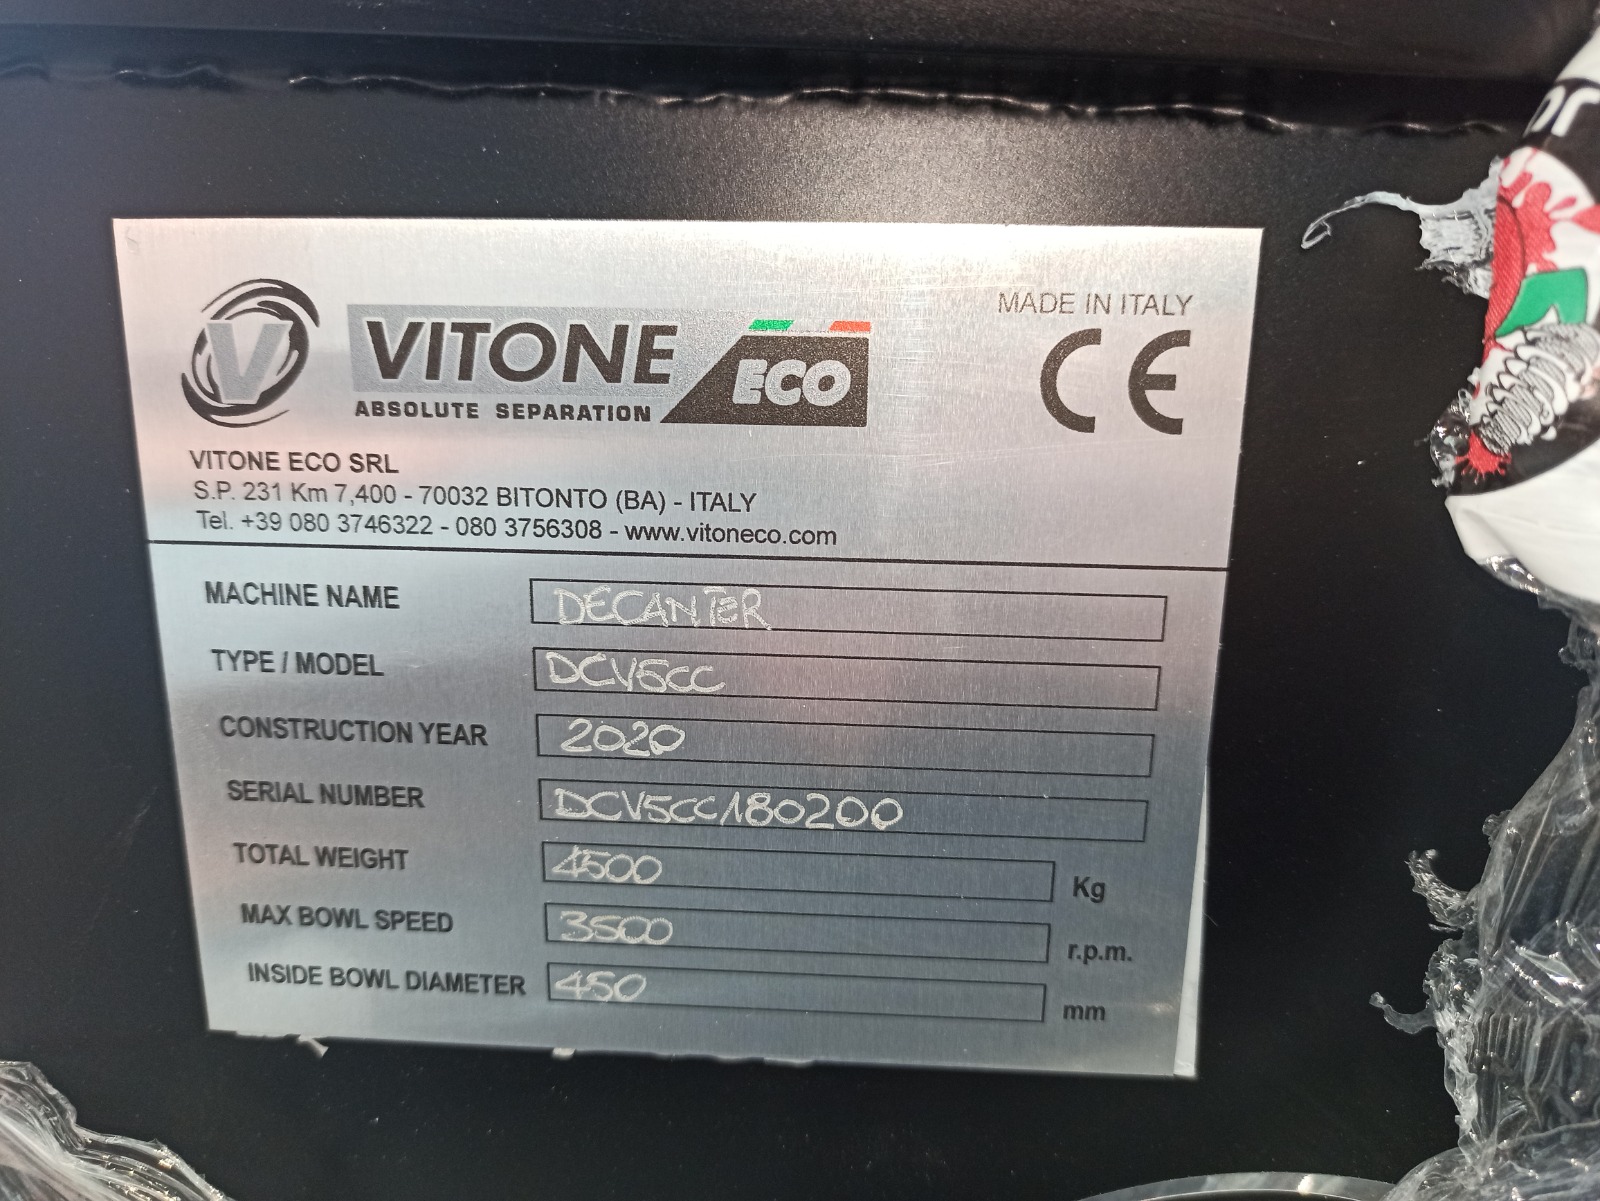 VITONE
ECO
ABSOLUTE SEPARATION
MADE IN ITALY
CE
VITONE ECO SRL
S.P. 231 Km 7,400 - 70032 BITONTO (BA) - ITALY
Tel. +39 080 3746322 - 080 3756308 - www.vitoneco.com
MACHINE NAME DECANTER
TYPE / MODEL DCV5CC
CONSTRUCTION YEAR 2020
SERIAL NUMBER DCV5CC180200
TOTAL WEIGHT 4500 Kg
MAX BOWL SPEED 3500 r.p.m.
INSIDE BOWL DIAMETER 450 mm